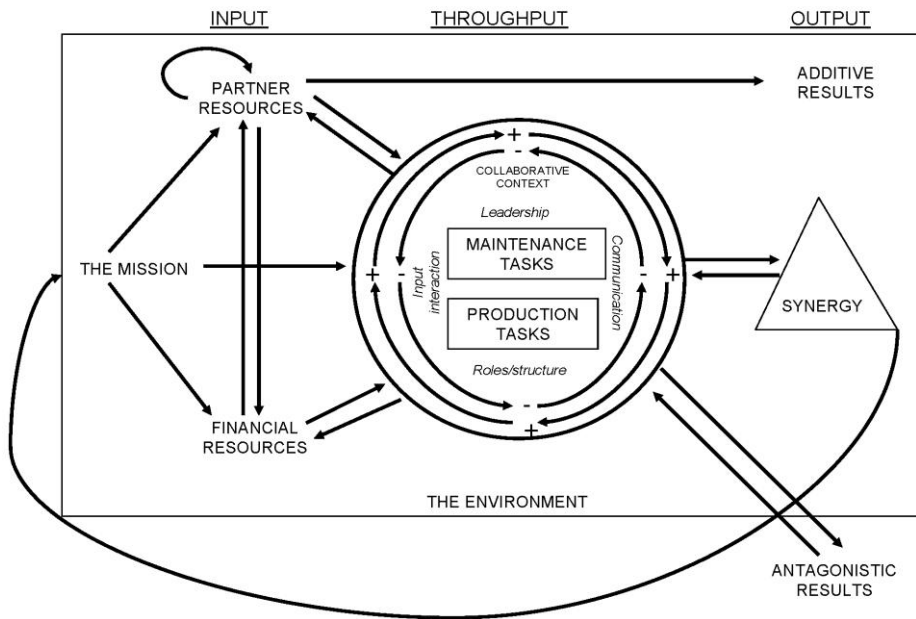 INPUT
THROUGHPUT
OUTPUT
PARTNER
RESOURCES
ADDITIVE
RESULTS
+
-
COLLABORATIVE
CONTEXT
Leadership
MAINTENANCE
TASKS
THE MISSION
+
-
Input
interaction
Communication
-
+
SYNERGY
PRODUCTION
TASKS
Roles/structure
-
+
FINANCIAL
RESOURCES
THE ENVIRONMENT
ANTAGONISTIC
RESULTS